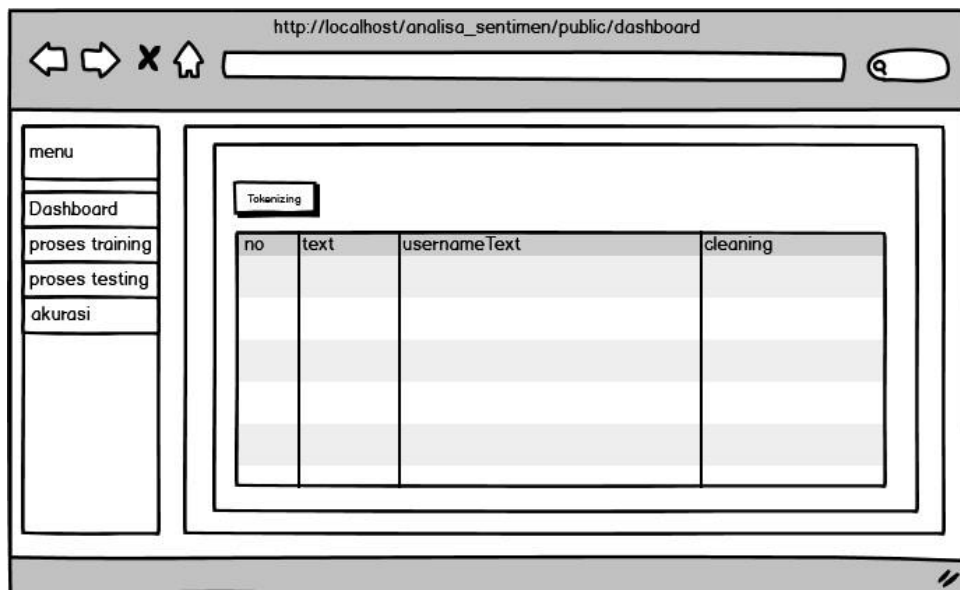 http://localhost/analisa_sentimen/public/dashboard
menu
Dashboard
proses training
proses testing
akurasi
Tokenizing
no text usernameText cleaning